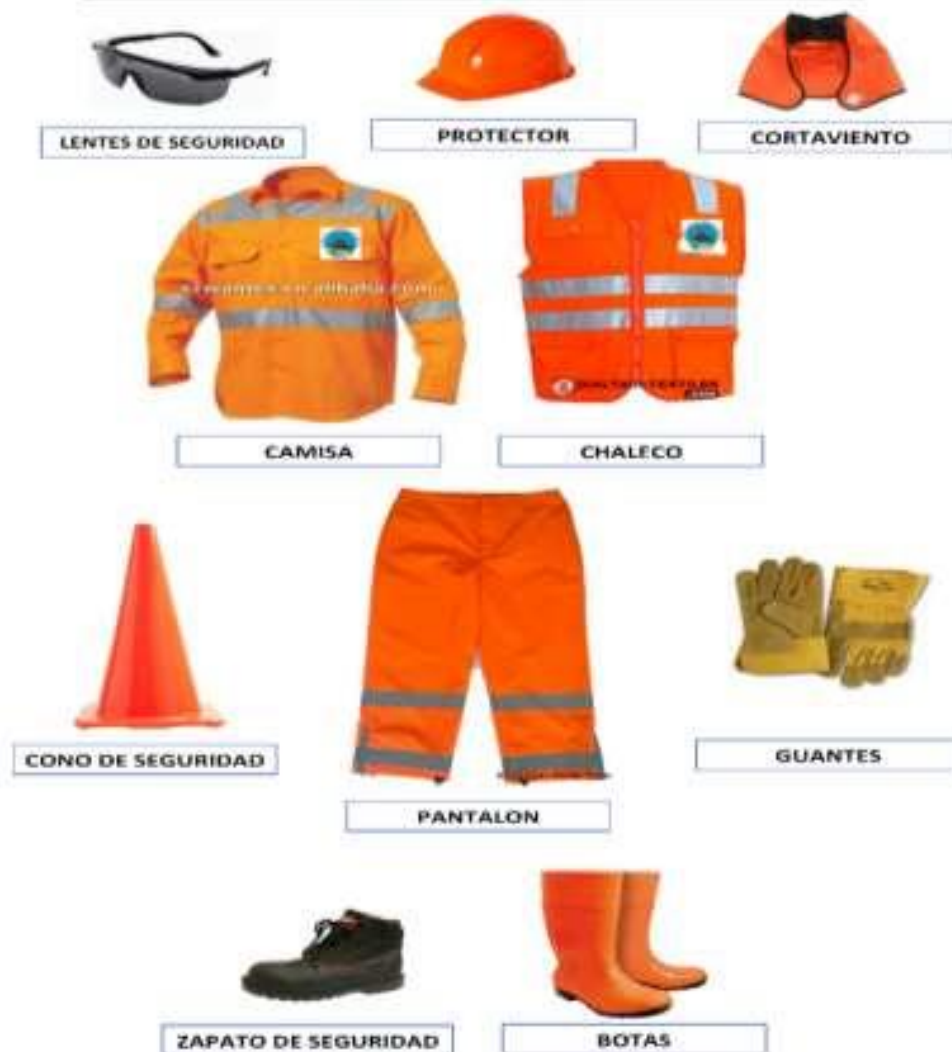 LENTES DE SEGURIDAD
PROTECTOR
CORTAVIENTO
CAMISA
CHALECO
CONO DE SEGURIDAD
GUANTES
PANTALON
ZAPATO DE SEGURIDAD
BOTAS